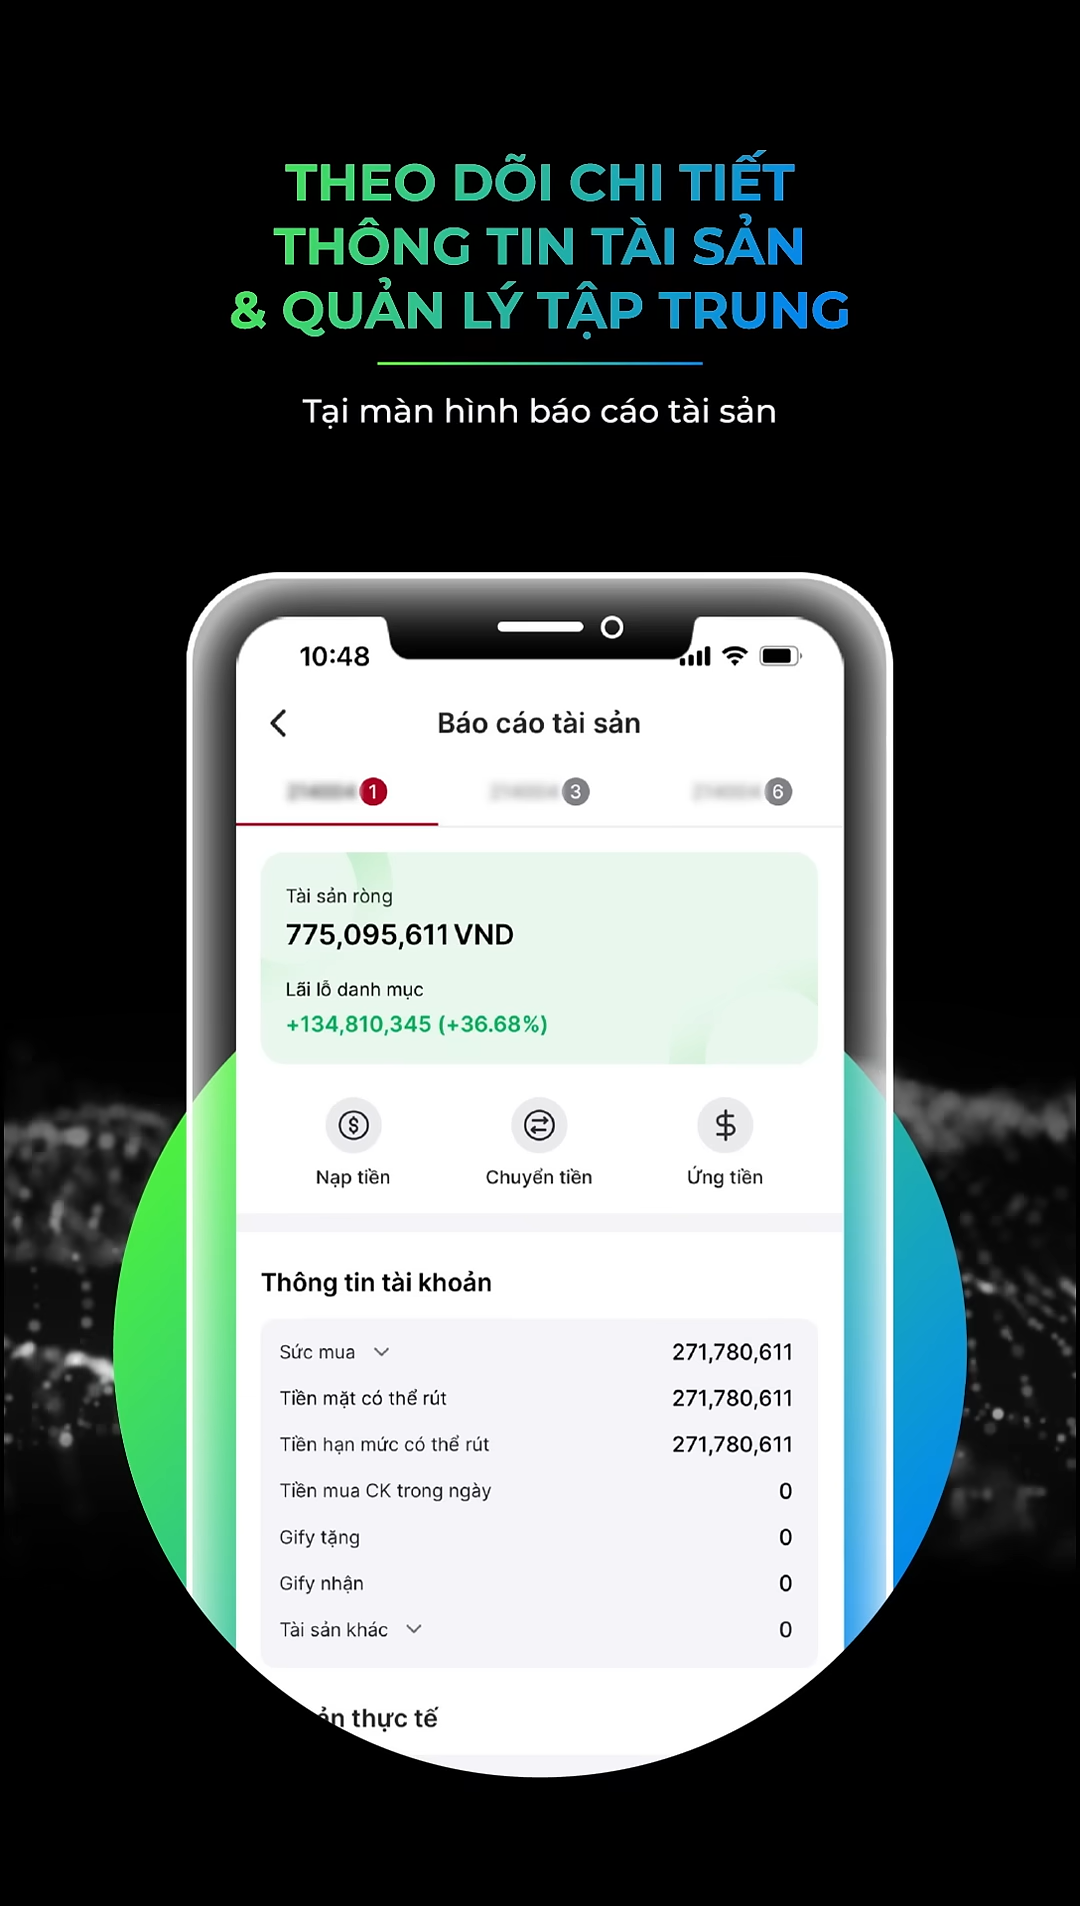 THEO DÕI CHI TIẾT
THÔNG TIN TÀI SẢN
& QUẢN LÝ TẬP TRUNG
Tại màn hình báo cáo tài sản
10:48
Báo cáo tài sản
1 3 6
Tài sản ròng
775,095,611 VND
Lãi lỗ danh mục
+134,810,345 (+36.68%)
Nạp tiền Chuyển tiền Ứng tiền
Thông tin tài khoản
Sức mua 271,780,611
Tiền mặt có thể rút 271,780,611
Tiền hạn mức có thể rút 271,780,611
Tiền mua CK trong ngày 0
Gify tặng 0
Gify nhận 0
Tài sản khác 0
ản thực tế